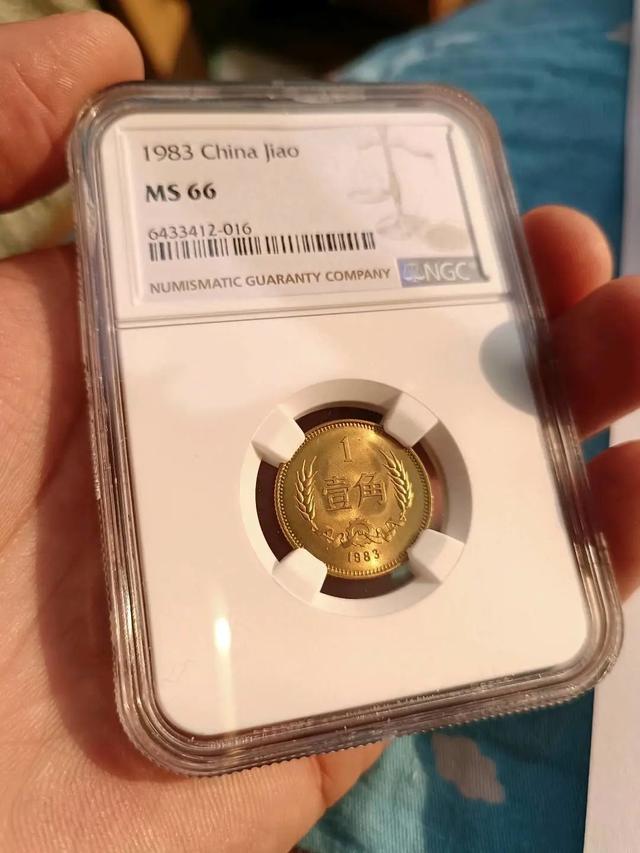 1983 China Jiao
MS 66
6433412-016
NUMISMATIC GUARANTY COMPANY
NGC
1
壹角
1983